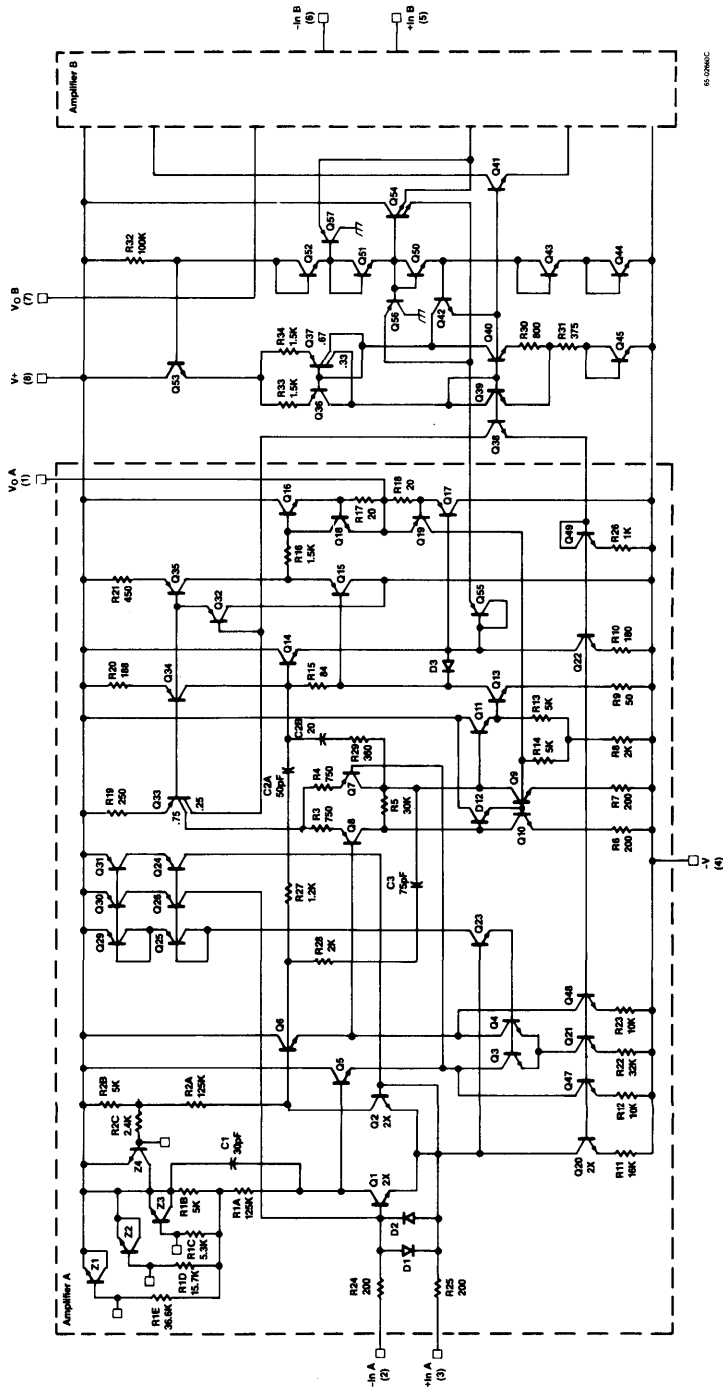 Amplifier A
Amplifier B
-In A
(2)
+In A
(3)
VO A
(1)
V+
(8)
VO B
(7)
-In B
(6)
+In B
(5)
-V
(4)
R24
200
R25
200
D1
D2
R1E
36.6K
R1D
15.7K
R1C
5.3K
R1B
5K
R1A
125K
Z1
Z2
Z3
Z4
C1
30pF
R2B
5K
R2C
2.4K
R2A
125K
Q1
2X
Q2
2X
Q5
Q6
Q3
Q4
Q20
2X
R11
16K
Q47
R12
10K
Q21
R22
32K
Q48
R23
10K
Q23
Q29
Q30
Q31
Q25
Q26
Q24
R28
2K
R27
1.2K
C3
75pF
C2A
50pF
C2B
20
R29
360
R19
250
Q33
.75
.25
R3
750
R4
750
Q8
Q7
R5
30K
D12
Q10
Q9
R6
200
R7
200
Q11
R14
5K
R13
5K
R8
2K
R20
188
Q34
Q32
R21
450
Q35
Q14
R15
84
Q15
R16
1.5K
Q16
Q18
R17
20
R18
20
Q19
Q17
D3
Q55
Q13
R9
50
Q22
R10
180
Q49
R26
1K
Q53
R32
100K
R33
1.5K
R34
1.5K
Q36
Q37
.67
.33
Q38
Q39
Q40
R30
800
R31
375
Q45
Q42
Q56
Q52
Q51
Q50
Q43
Q44
Q57
Q54
Q41
65-02660C